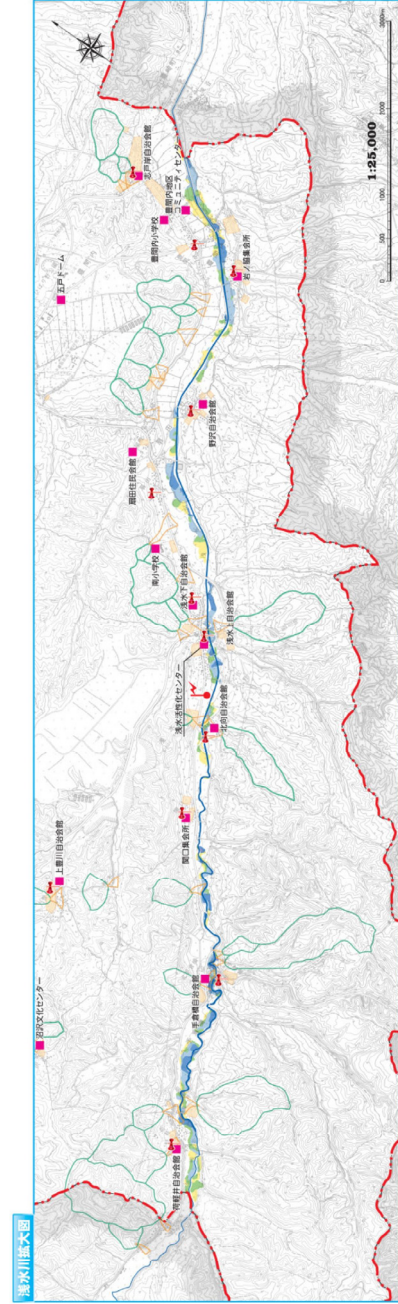 浅水川拡大図
沼沢文化センター
上豊川自治会館
五戸ドーム
荷軽井自治会館
手倉橋自治会館
関口集会所
北向自治会館
浅水活性化センター
浅水上自治会館
浅水下自治会館
南小学校
扇田住民会館
野沢自治会館
岩ノ脇集会所
豊間内小学校
豊間内地区
コミュニティセンター
志戸岸自治会館
1:25,000
0
500
1000
2000
3000m